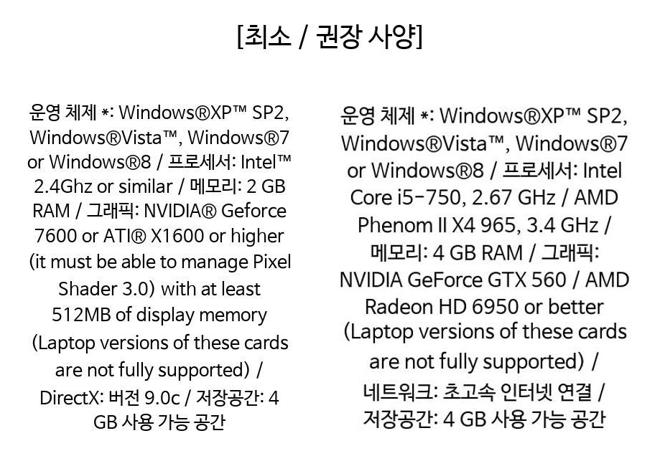 [최소 / 권장 사양]
운영 체제 *: Windows®XP™ SP2,
Windows®Vista™, Windows®7
or Windows®8 / 프로세서: Intel™
2.4Ghz or similar / 메모리: 2 GB
RAM / 그래픽: NVIDIA® Geforce
7600 or ATI® X1600 or higher
(it must be able to manage Pixel
Shader 3.0) with at least
512MB of display memory
(Laptop versions of these cards
are not fully supported) /
DirectX: 버전 9.0c / 저장공간: 4
GB 사용 가능 공간
운영 체제 *: Windows®XP™ SP2,
Windows®Vista™, Windows®7
or Windows®8 / 프로세서: Intel
Core i5-750, 2.67 GHz / AMD
Phenom II X4 965, 3.4 GHz /
메모리: 4 GB RAM / 그래픽:
NVIDIA GeForce GTX 560 / AMD
Radeon HD 6950 or better
(Laptop versions of these cards
are not fully supported) /
네트워크: 초고속 인터넷 연결 /
저장공간: 4 GB 사용 가능 공간